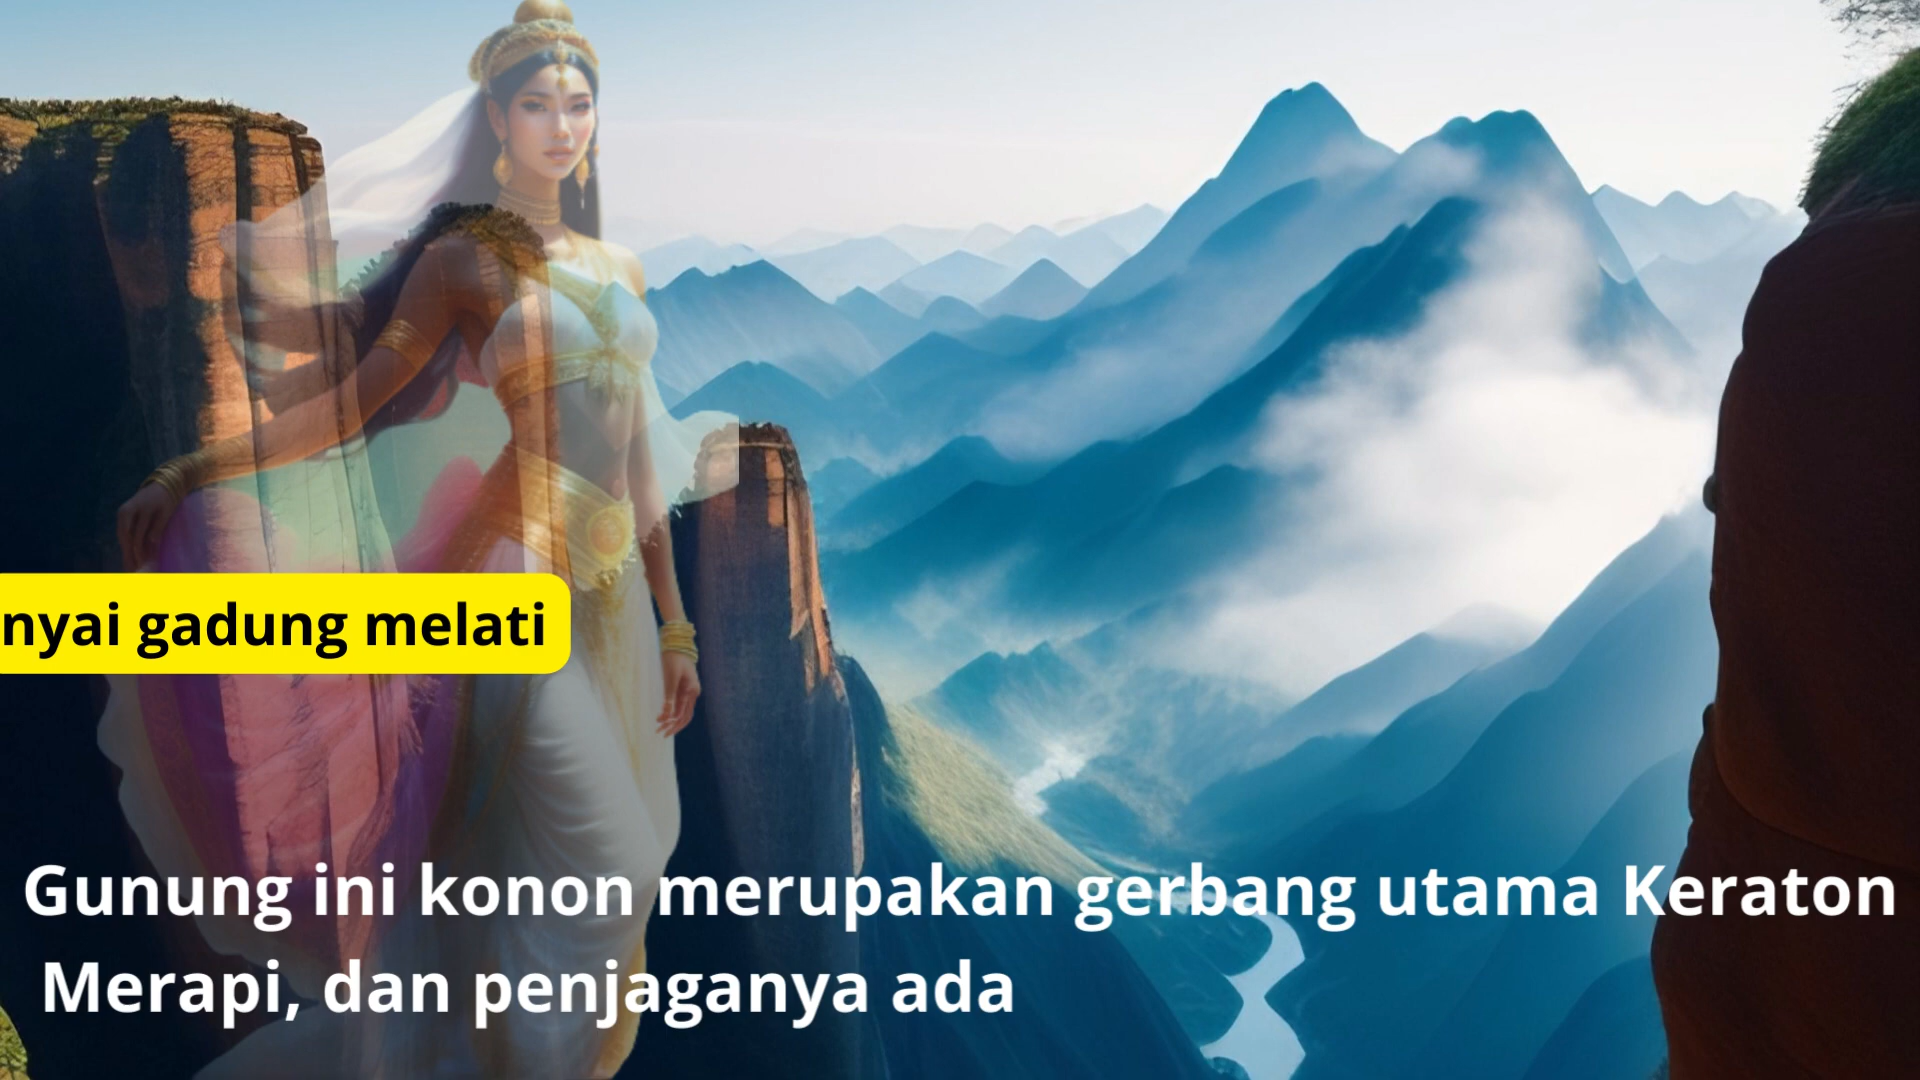 nyai gadung melati
Gunung ini konon merupakan gerbang utama Keraton
Merapi, dan penjaganya ada